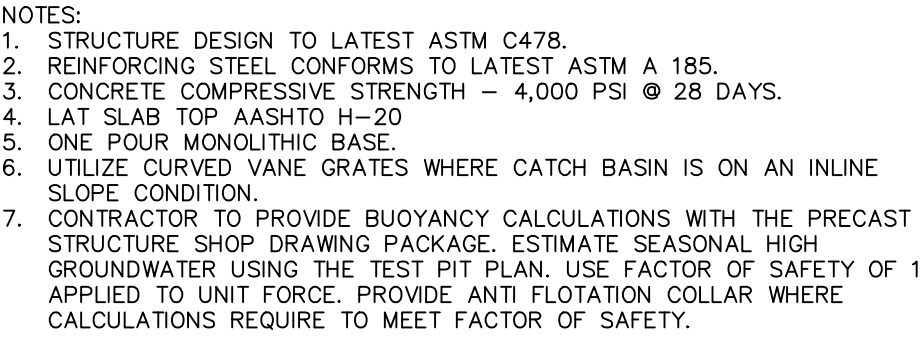 NOTES:
1. STRUCTURE DESIGN TO LATEST ASTM C478.
2. REINFORCING STEEL CONFORMS TO LATEST ASTM A 185.
3. CONCRETE COMPRESSIVE STRENGTH – 4,000 PSI @ 28 DAYS.
4. LAT SLAB TOP AASHTO H–20
5. ONE POUR MONOLITHIC BASE.
6. UTILIZE CURVED VANE GRATES WHERE CATCH BASIN IS ON AN INLINE
SLOPE CONDITION.
7. CONTRACTOR TO PROVIDE BUOYANCY CALCULATIONS WITH THE PRECAST
STRUCTURE SHOP DRAWING PACKAGE. ESTIMATE SEASONAL HIGH
GROUNDWATER USING THE TEST PIT PLAN. USE FACTOR OF SAFETY OF 1
APPLIED TO UNIT FORCE. PROVIDE ANTI FLOTATION COLLAR WHERE
CALCULATIONS REQUIRE TO MEET FACTOR OF SAFETY.